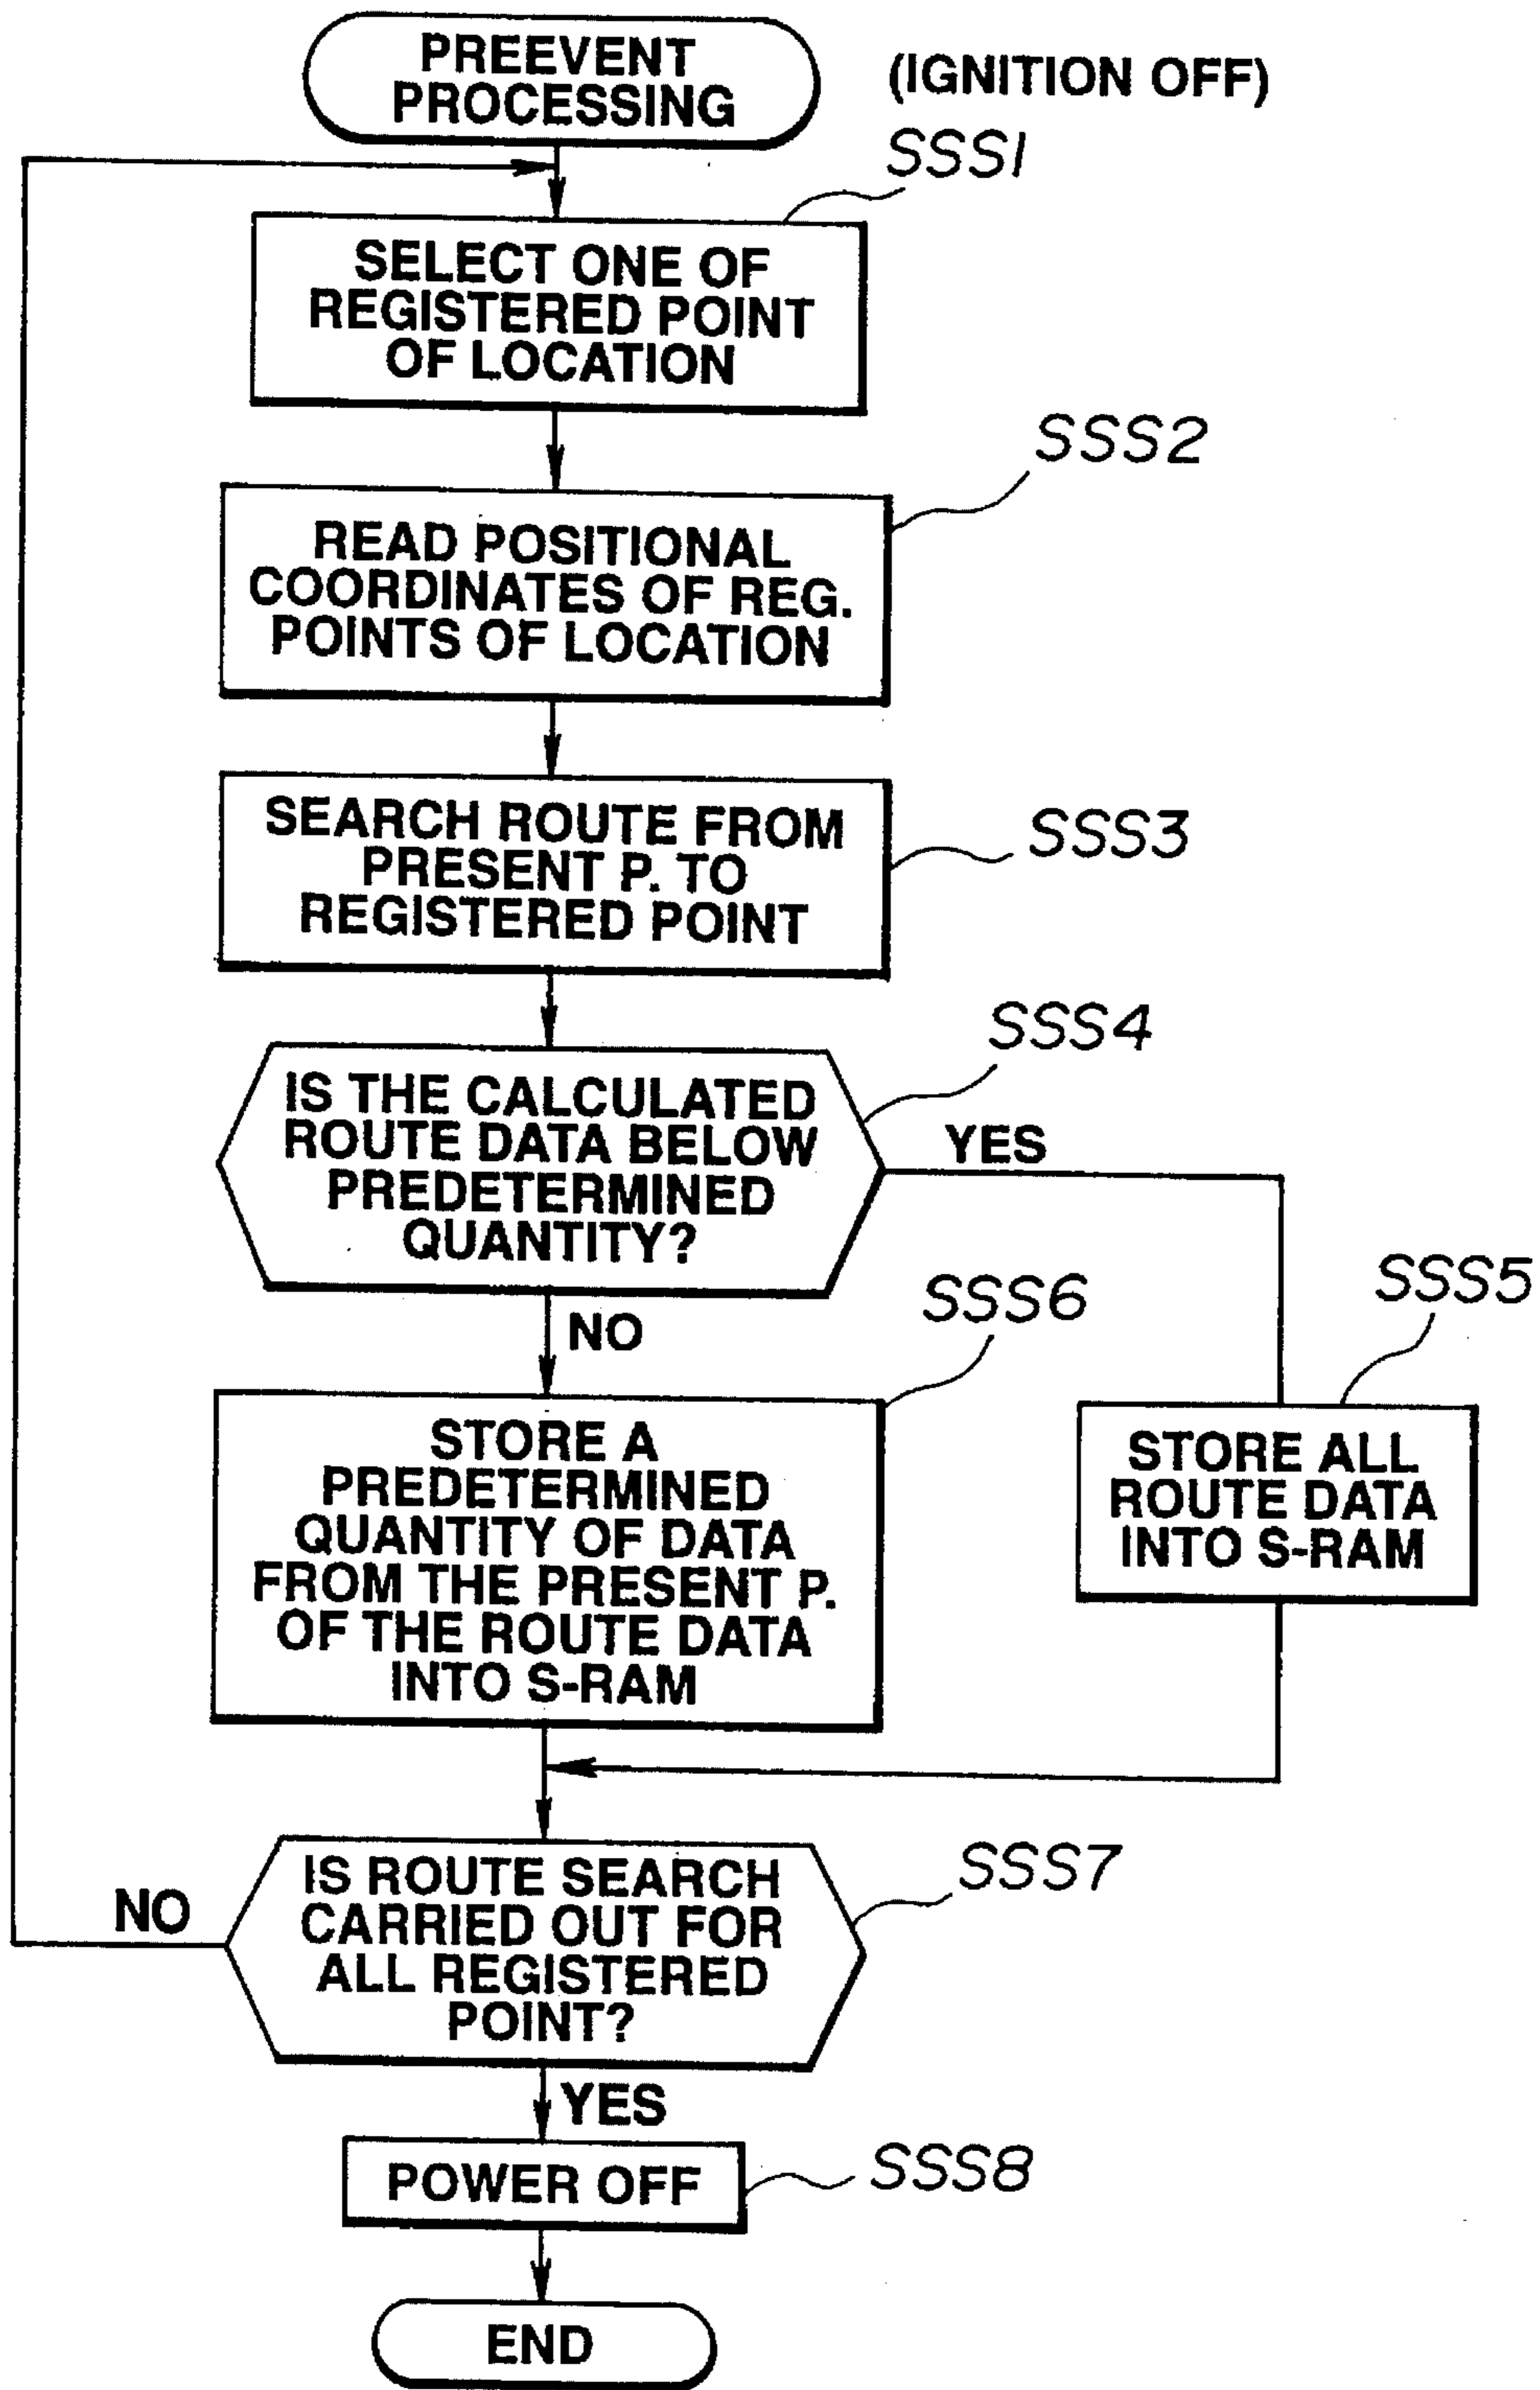 PREEVENT
PROCESSING
(IGNITION OFF)
SSS1
SELECT ONE OF
REGISTERED POINT
OF LOCATION
SSS2
READ POSITIONAL
COORDINATES OF REG.
POINTS OF LOCATION
SSS3
SEARCH ROUTE FROM
PRESENT P. TO
REGISTERED POINT
SSS4
IS THE CALCULATED
ROUTE DATA BELOW
PREDETERMINED
QUANTITY?
YES
NO
SSS6
SSS5
STORE A
PREDETERMINED
QUANTITY OF DATA
FROM THE PRESENT P.
OF THE ROUTE DATA
INTO S-RAM
STORE ALL
ROUTE DATA
INTO S-RAM
SSS7
IS ROUTE SEARCH
CARRIED OUT FOR
ALL REGISTERED
POINT?
NO
YES
POWER OFF
SSS8
END